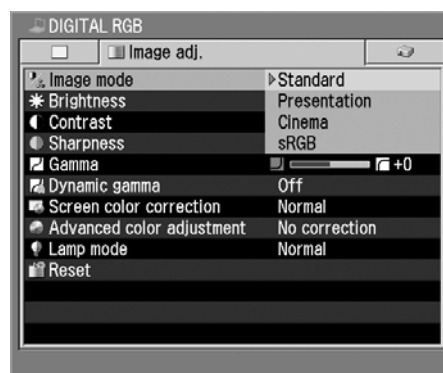 DIGITAL RGB
Image adj.
Image mode Standard
Brightness Presentation
Contrast Cinema
Sharpness sRGB
Gamma +0
Dynamic gamma Off
Screen color correction Normal
Advanced color adjustment No correction
Lamp mode Normal
Reset